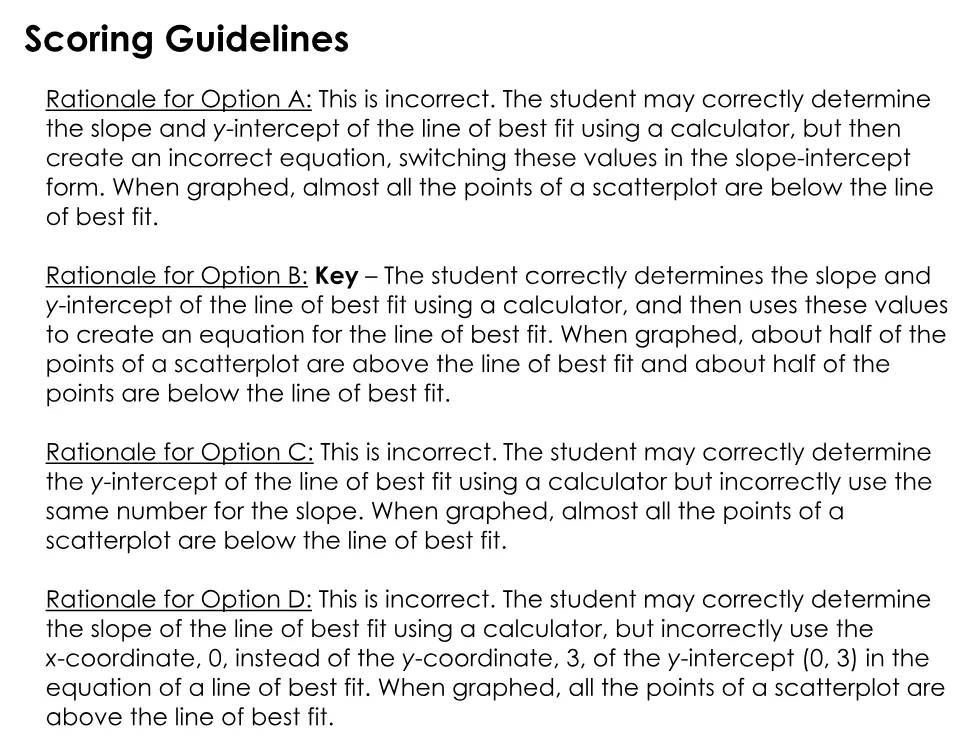 Scoring Guidelines
Rationale for Option A: This is incorrect. The student may correctly determine
the slope and y-intercept of the line of best fit using a calculator, but then
create an incorrect equation, switching these values in the slope-intercept
form. When graphed, almost all the points of a scatterplot are below the line
of best fit.
Rationale for Option B: Key – The student correctly determines the slope and
y-intercept of the line of best fit using a calculator, and then uses these values
to create an equation for the line of best fit. When graphed, about half of the
points of a scatterplot are above the line of best fit and about half of the
points are below the line of best fit.
Rationale for Option C: This is incorrect. The student may correctly determine
the y-intercept of the line of best fit using a calculator but incorrectly use the
same number for the slope. When graphed, almost all the points of a
scatterplot are below the line of best fit.
Rationale for Option D: This is incorrect. The student may correctly determine
the slope of the line of best fit using a calculator, but incorrectly use the
x-coordinate, 0, instead of the y-coordinate, 3, of the y-intercept (0, 3) in the
equation of a line of best fit. When graphed, all the points of a scatterplot are
above the line of best fit.